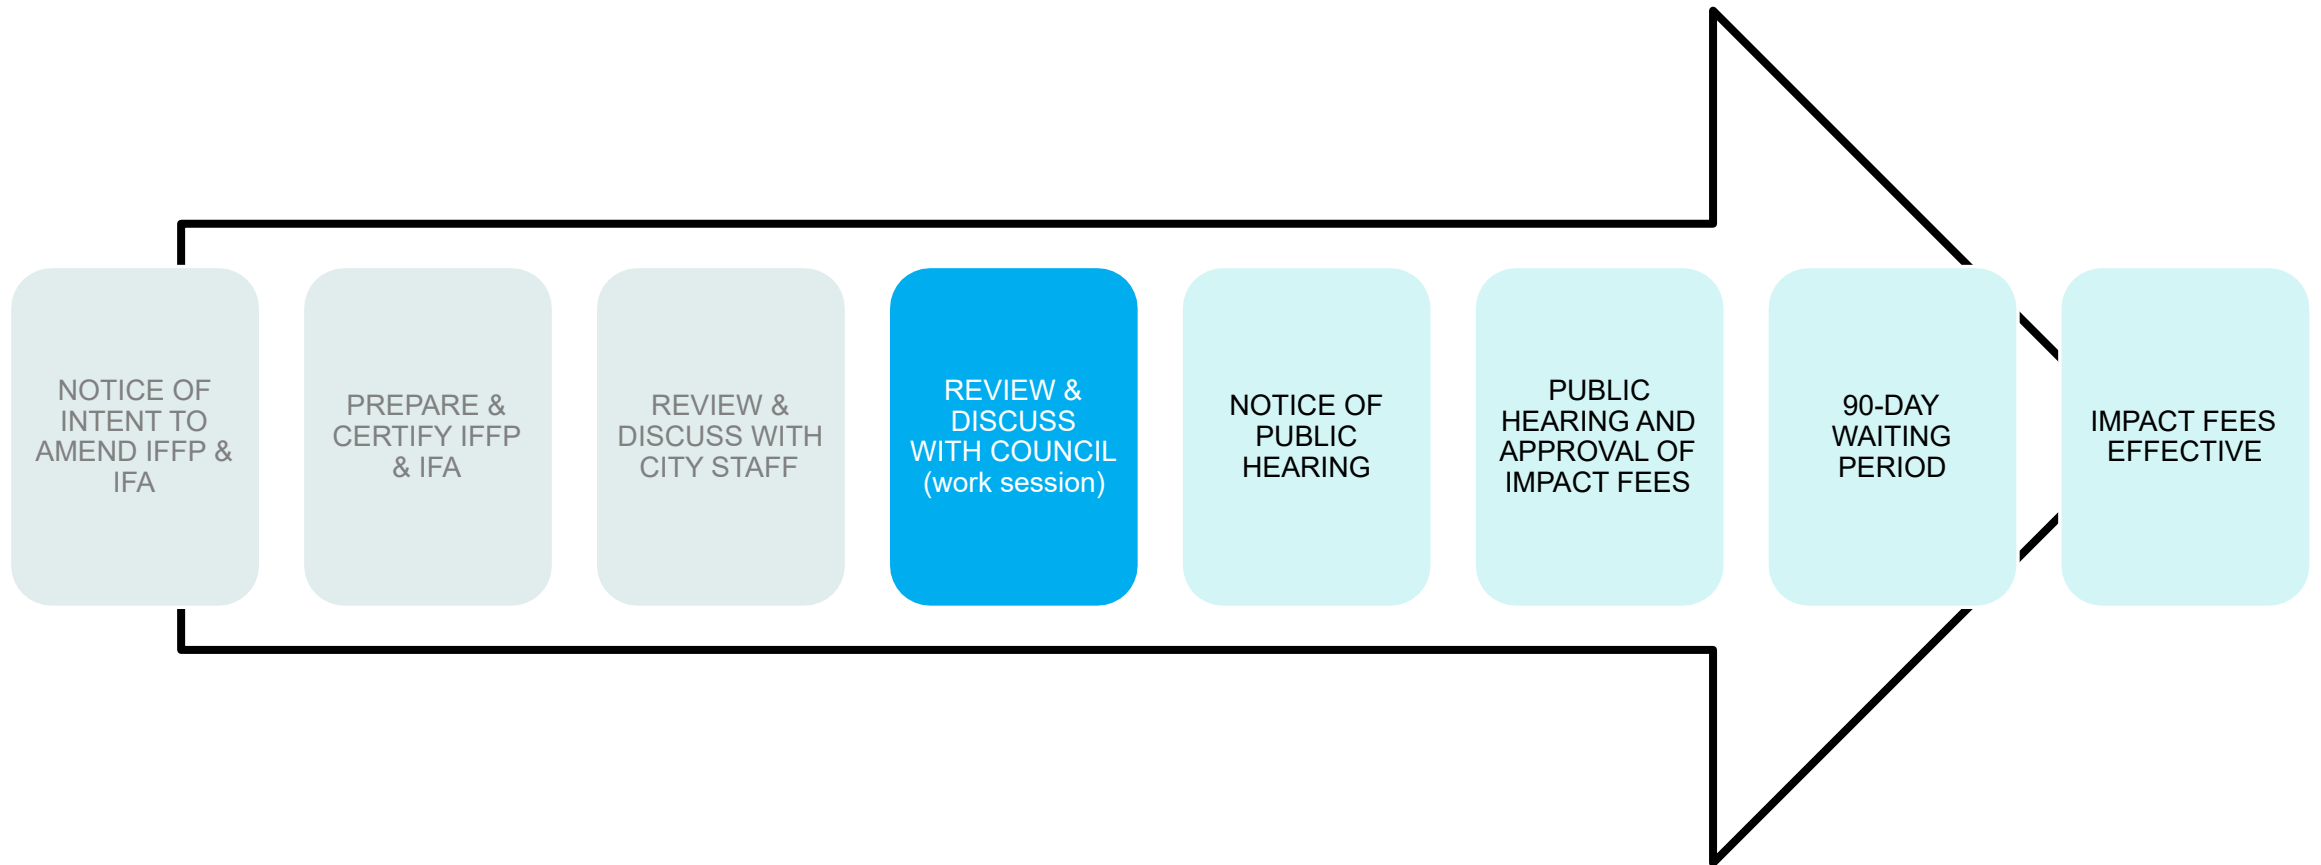 NOTICE OF
INTENT TO
AMEND IFFP &
IFA
PREPARE &
CERTIFY IFFP
& IFA
REVIEW &
DISCUSS WITH
CITY STAFF
REVIEW &
DISCUSS
WITH COUNCIL
(work session)
NOTICE OF
PUBLIC
HEARING
PUBLIC
HEARING AND
APPROVAL OF
IMPACT FEES
90-DAY
WAITING
PERIOD
IMPACT FEES
EFFECTIVE